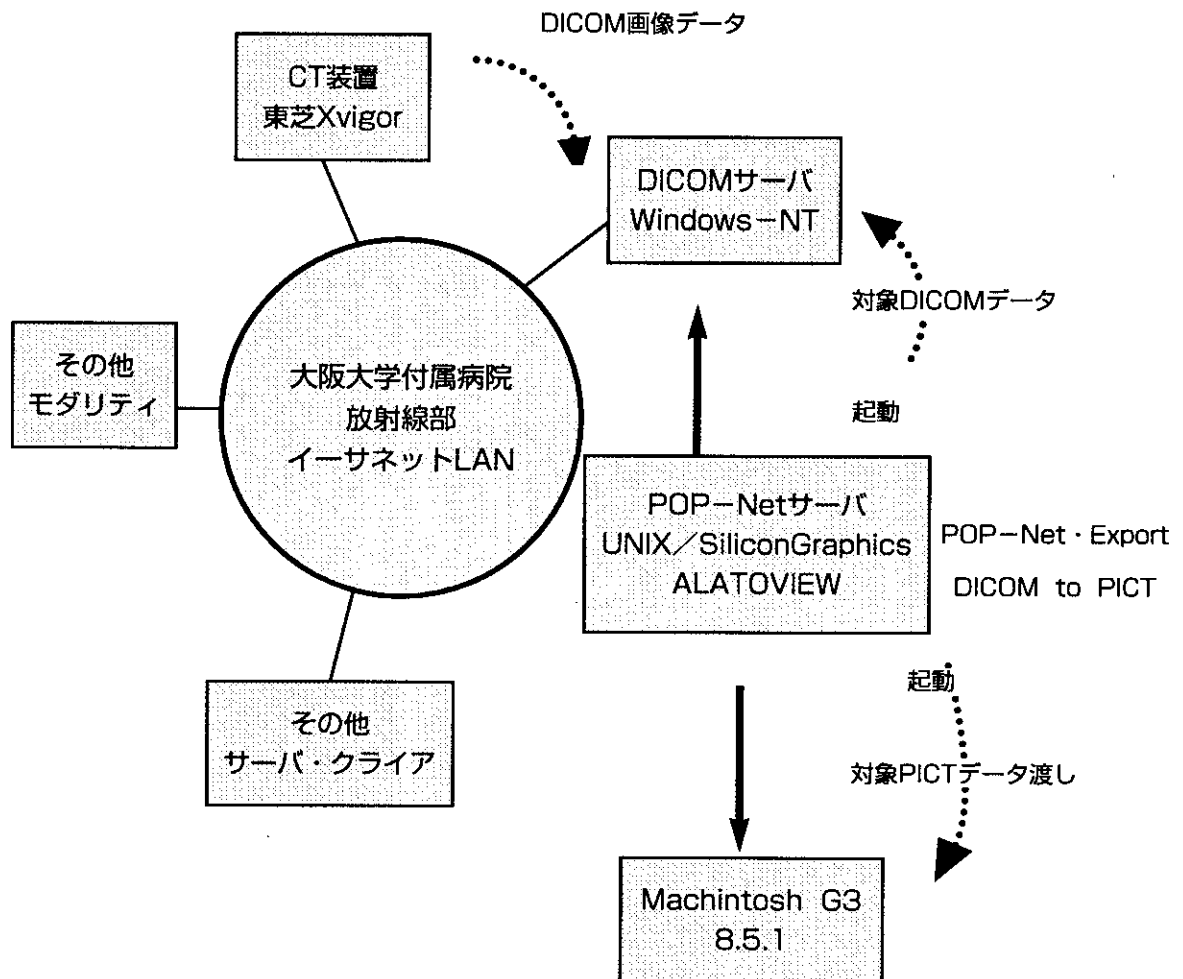 DICOM画像データ
CT装置
東芝Xvigor
DICOMサーバ
Windows－NT
対象DICOMデータ
その他
モダリティ
大阪大学付属病院
放射線部
イーサネットLAN
起動
POP－Netサーバ
UNIX／SiliconGraphics
ALATOVIEW
POP－Net・Export
DICOM to PICT
起動
その他
サーバ・クライア
対象PICTデータ渡し
Machintosh G3
8.5.1